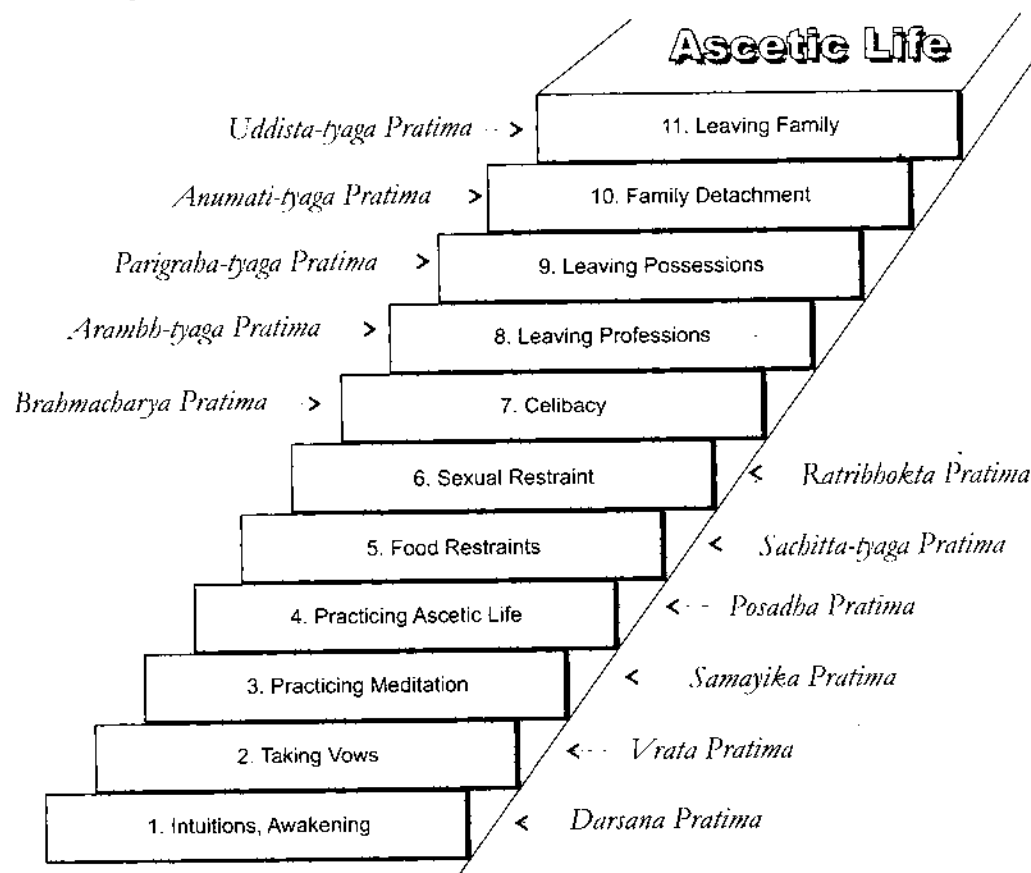 Ascetic Life
Uddista-tyaga Pratima
11. Leaving Family
Anumati-tyaga Pratima
10. Family Detachment
Parigraha-tyaga Pratima
9. Leaving Possessions
Arambh-tyaga Pratima
8. Leaving Professions
Brahmacharya Pratima
7. Celibacy
6. Sexual Restraint
Ratribhokta Pratima
5. Food Restraints
Sachitta-tyaga Pratima
4. Practicing Ascetic Life
Posadha Pratima
3. Practicing Meditation
Samayika Pratima
2. Taking Vows
Vrata Pratima
1. Intuitions, Awakening
Darsana Pratima